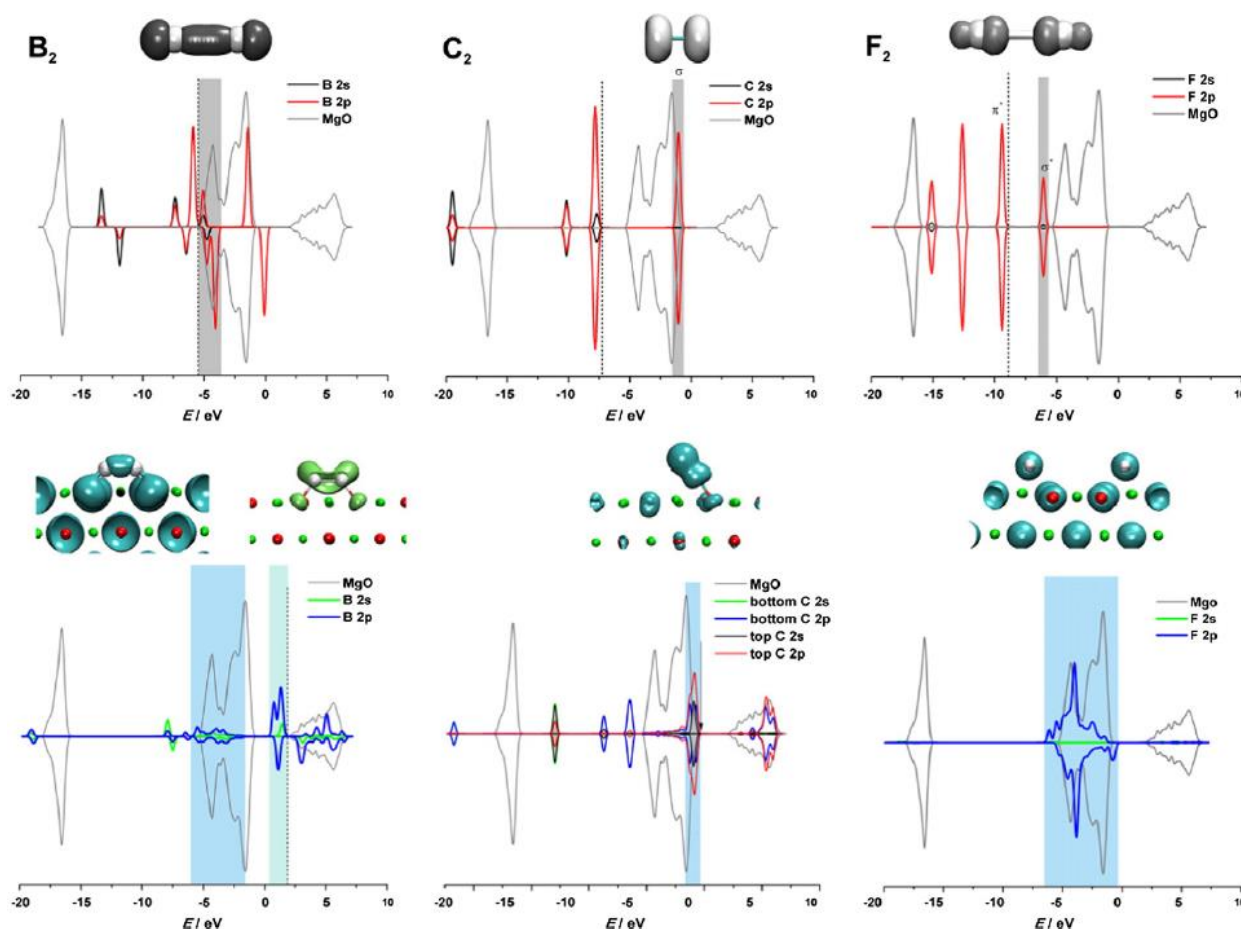 B2
B 2s
B 2p
MgO
-20 -15 -10 -5 0 5 10
E / eV
C2
σ
C 2s
C 2p
MgO
-20 -15 -10 -5 0 5 10
E / eV
F2
π*
σ*
F 2s
F 2p
MgO
-20 -15 -10 -5 0 5 10
E / eV
MgO
B 2s
B 2p
-20 -15 -10 -5 0 5 10
E / eV
MgO
bottom C 2s
bottom C 2p
top C 2s
top C 2p
-20 -15 -10 -5 0 5 10
E / eV
Mgo
F 2s
F 2p
-20 -15 -10 -5 0 5 10
E / eV